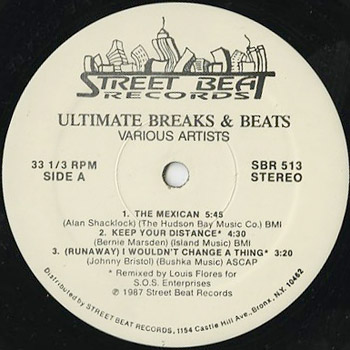 STREET BEAT
RECORDS
ULTIMATE BREAKS & BEATS
VARIOUS ARTISTS
33 1/3 RPM
SIDE A
SBR 513
STEREO
1. THE MEXICAN 5:45
(Alan Shacklock) (The Hudson Bay Music Co.) BMI
2. KEEP YOUR DISTANCE* 4:30
(Bernie Marsden) (Island Music) BMI
3. (RUNAWAY) I WOULDN'T CHANGE A THING* 3:20
(Johnny Bristol) (Bushka Music) ASCAP
* Remixed by Louis Flores for
S.O.S. Enterprises
℗ 1987 Street Beat Records
Distributed by STREET BEAT RECORDS, 1154 Castle Hill Ave., Bronx, N.Y. 10462